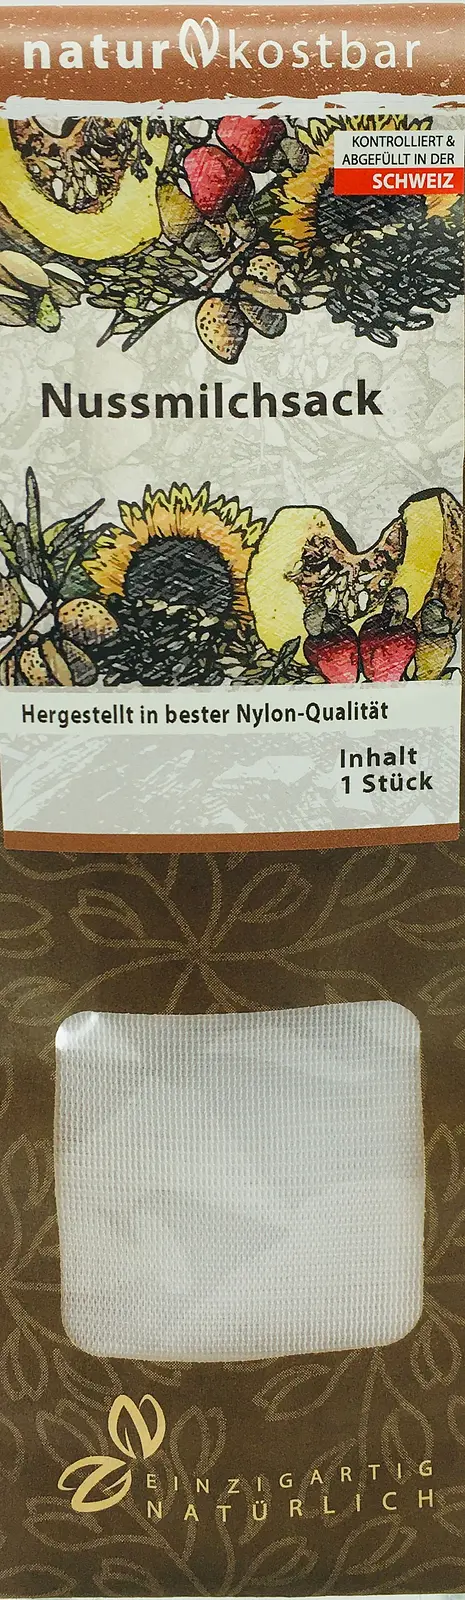 natur kostbar
KONTROLLIERT &
ABGEFÜLLT IN DER
SCHWEIZ
Nussmilchsack
Hergestellt in bester Nylon-Qualität
Inhalt
1 Stück
EINZIGARTIG
NATÜRLICH